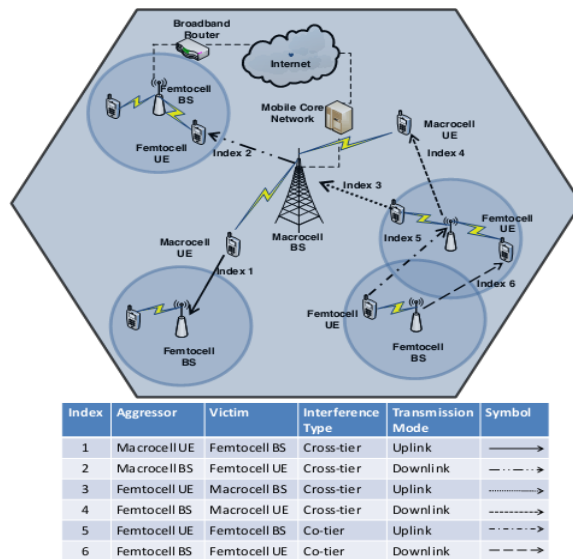 Broadband
Router
Internet
Femtocell
BS
Mobile Core
Network
Femtocell
UE
Index 2
Macrocell
UE
Index 4
Index 3
Macrocell
BS
Femtocell
UE
Index 5
Macrocell
UE
Index 1
Index 6
Femtocell
UE
Femtocell
BS
Femtocell
BS
Index Aggressor Victim Interference Type Transmission Mode Symbol
1 Macrocell UE Femtocell BS Cross-tier Uplink
2 Macrocell BS Femtocell UE Cross-tier Downlink
3 Femtocell UE Macrocell BS Cross-tier Uplink
4 Femtocell BS Macrocell UE Cross-tier Downlink
5 Femtocell UE Femtocell BS Co-tier Uplink
6 Femtocell BS Femtocell UE Co-tier Downlink